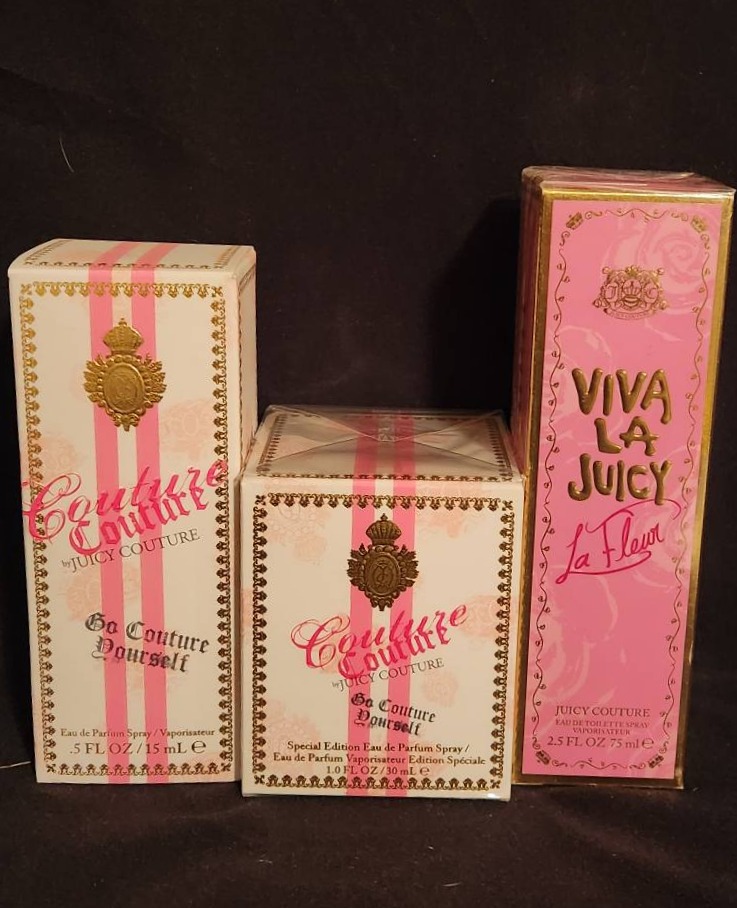 Couture
Couture
by JUICY COUTURE
Go Couture
Yourself
Eau de Parfum Spray / Vaporisateur
.5 FL OZ / 15 mL ℮
Couture
Couture
by JUICY COUTURE
Go Couture
Yourself
Special Edition Eau de Parfum Spray /
Eau de Parfum Vaporisateur Edition Spéciale
1.0 FL OZ / 30 mL ℮
J C
VIVA
LA
JUICY
La Fleur
JUICY COUTURE
EAU DE TOILETTE SPRAY
VAPORISATEUR
2.5 FL OZ 75 ml ℮